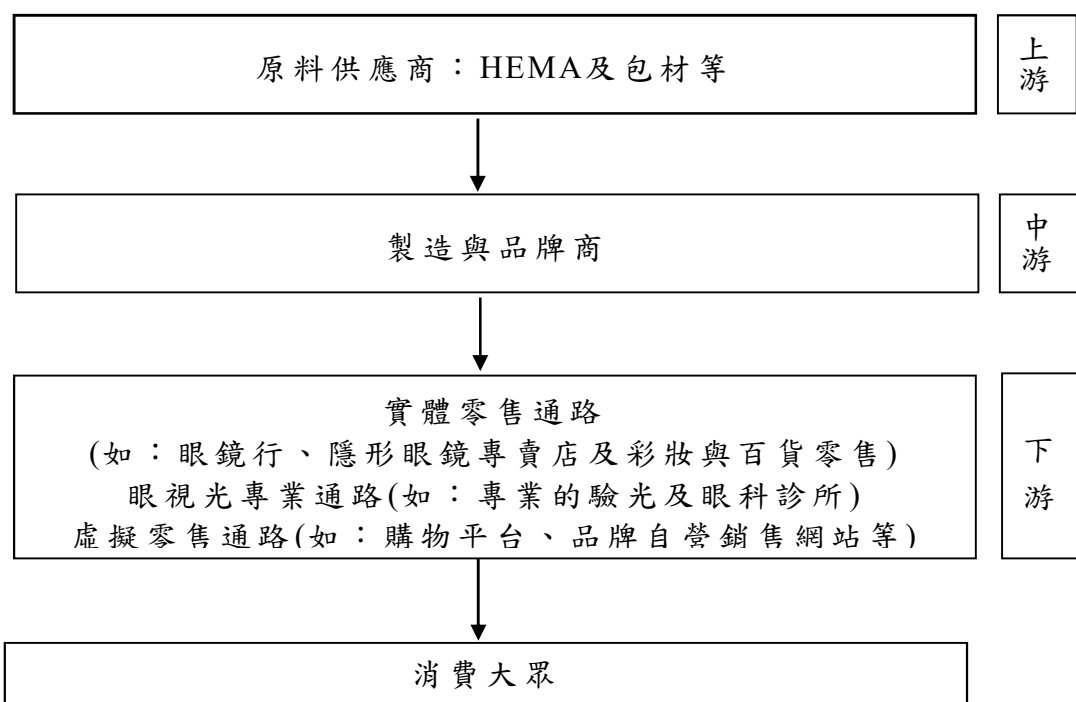 原料供應商：HEMA及包材等
上
游
製造與品牌商
中
游
實體零售通路
(如：眼鏡行、隱形眼鏡專賣店及彩妝與百貨零售)
眼視光專業通路(如：專業的驗光及眼科診所)
虛擬零售通路(如：購物平台、品牌自營銷售網站等)
下
游
消費大眾